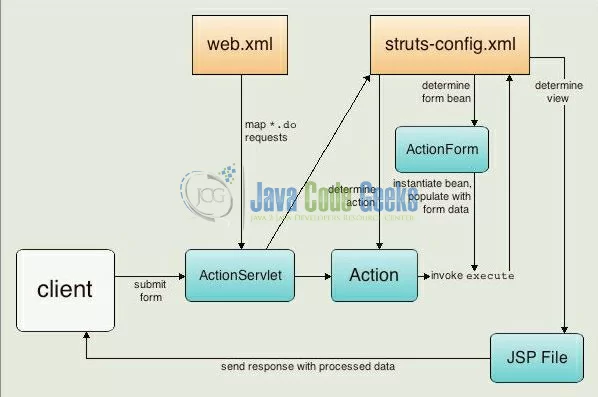 web.xml
struts-config.xml
map *.do
requests
determine
form bean
determine
view
ActionForm
JCG
Java Code Geeks
JAVA 2 JAVA DEVELOPERS RESOURCE CENTER
determine
action
instantiate bean,
populate with
form data
client
submit
form
ActionServlet
Action
invoke execute
JSP File
send response with processed data